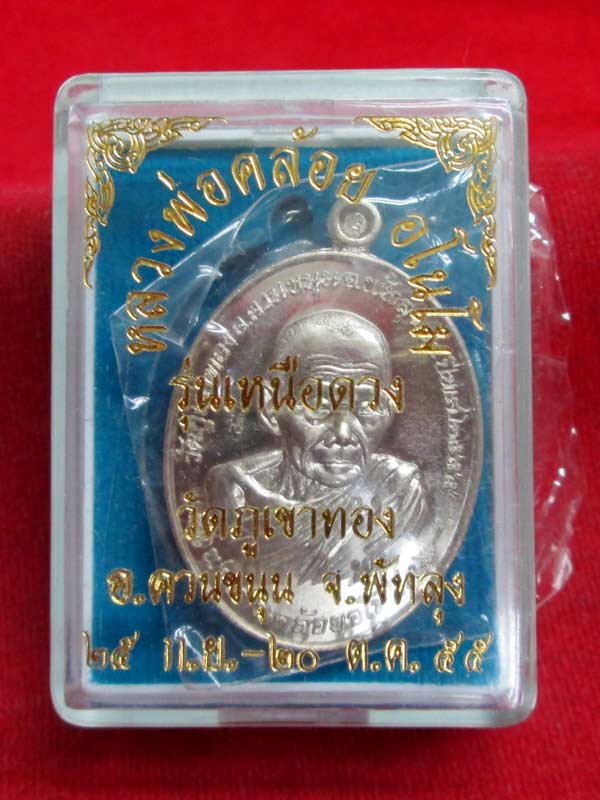 หลวงพ่อคล้อย อโนโม
รุ่นเหนือดวง
วัดภูเขาทอง
อ.ควนขนุน จ.พัทลุง
๒๕ ก.ย.-๒๐ ต.ค. ๕๕